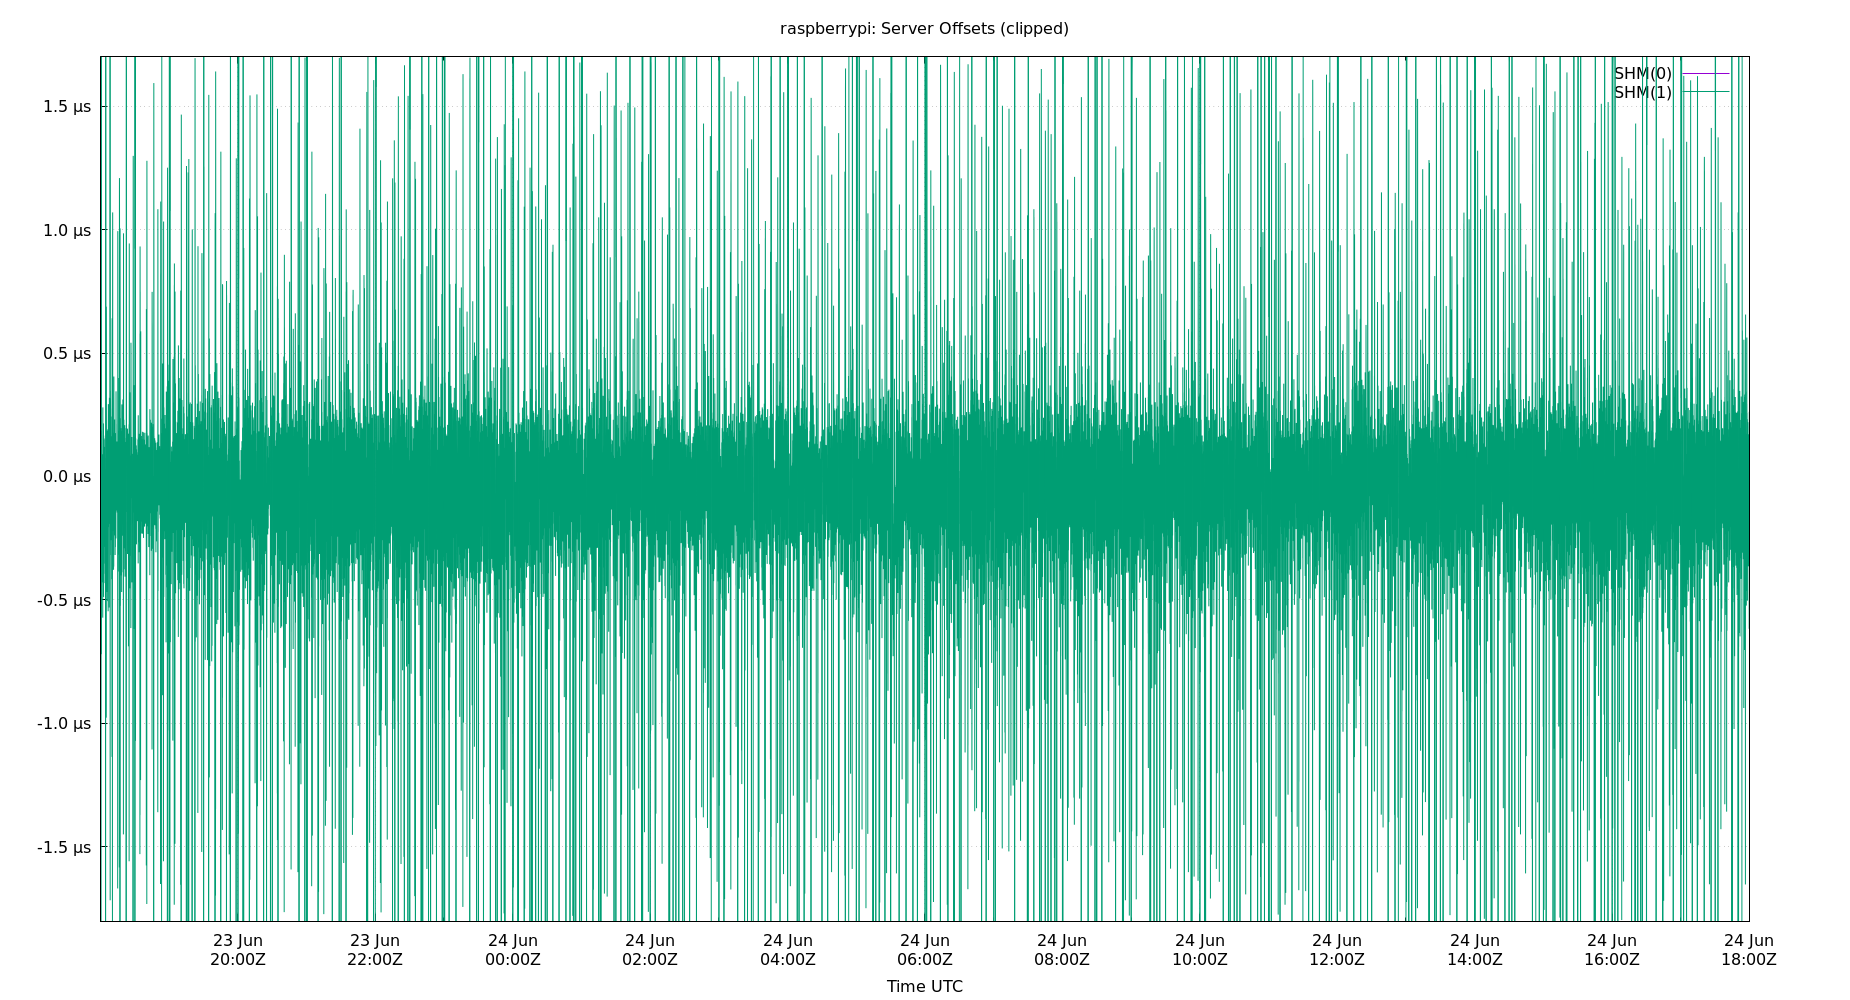 raspberrypi: Server Offsets (clipped)
SHM(0)
SHM(1)
1.5 µs
1.0 µs
0.5 µs
0.0 µs
-0.5 µs
-1.0 µs
-1.5 µs
23 Jun 23 Jun 24 Jun 24 Jun 24 Jun 24 Jun 24 Jun 24 Jun 24 Jun 24 Jun 24 Jun 24 Jun
20:00Z 22:00Z 00:00Z 02:00Z 04:00Z 06:00Z 08:00Z 10:00Z 12:00Z 14:00Z 16:00Z 18:00Z
Time UTC